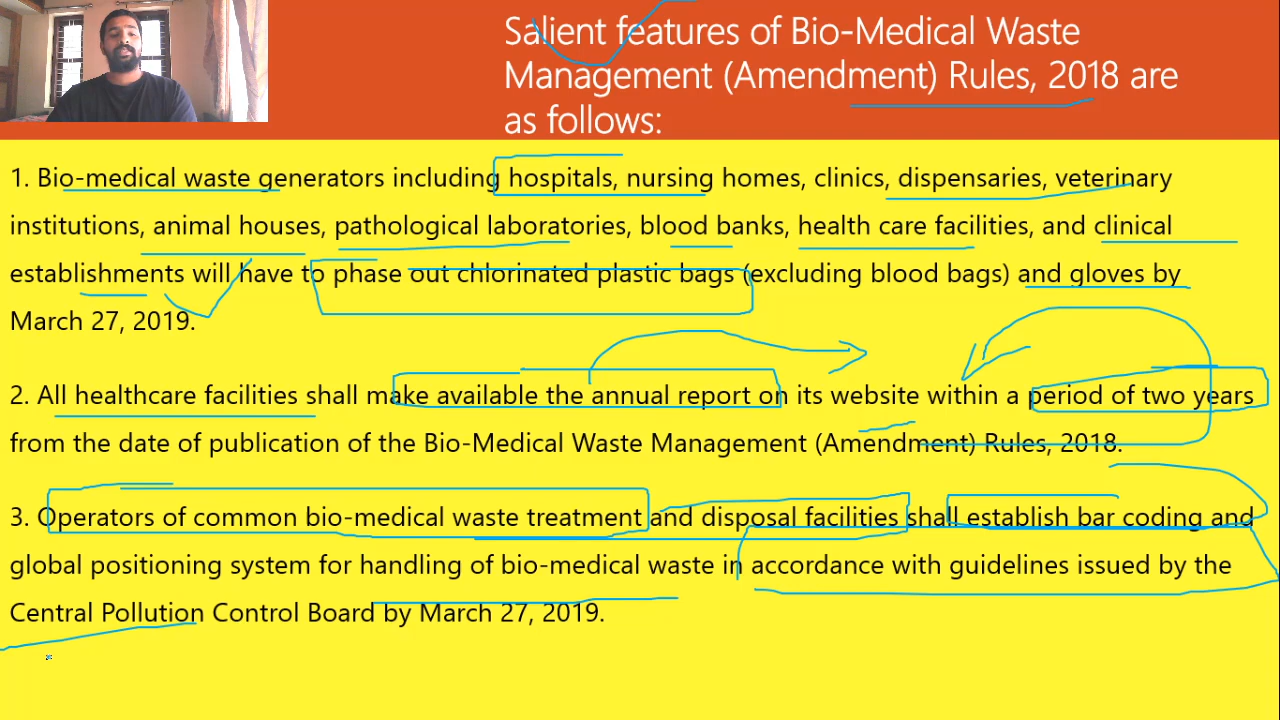 Salient features of Bio-Medical Waste
Management (Amendment) Rules, 2018 are
as follows:
1. Bio-medical waste generators including hospitals, nursing homes, clinics, dispensaries, veterinary
institutions, animal houses, pathological laboratories, blood banks, health care facilities, and clinical
establishments will have to phase out chlorinated plastic bags (excluding blood bags) and gloves by
March 27, 2019.
2. All healthcare facilities shall make available the annual report on its website within a period of two years
from the date of publication of the Bio-Medical Waste Management (Amendment) Rules, 2018.
3. Operators of common bio-medical waste treatment and disposal facilities shall establish bar coding and
global positioning system for handling of bio-medical waste in accordance with guidelines issued by the
Central Pollution Control Board by March 27, 2019.